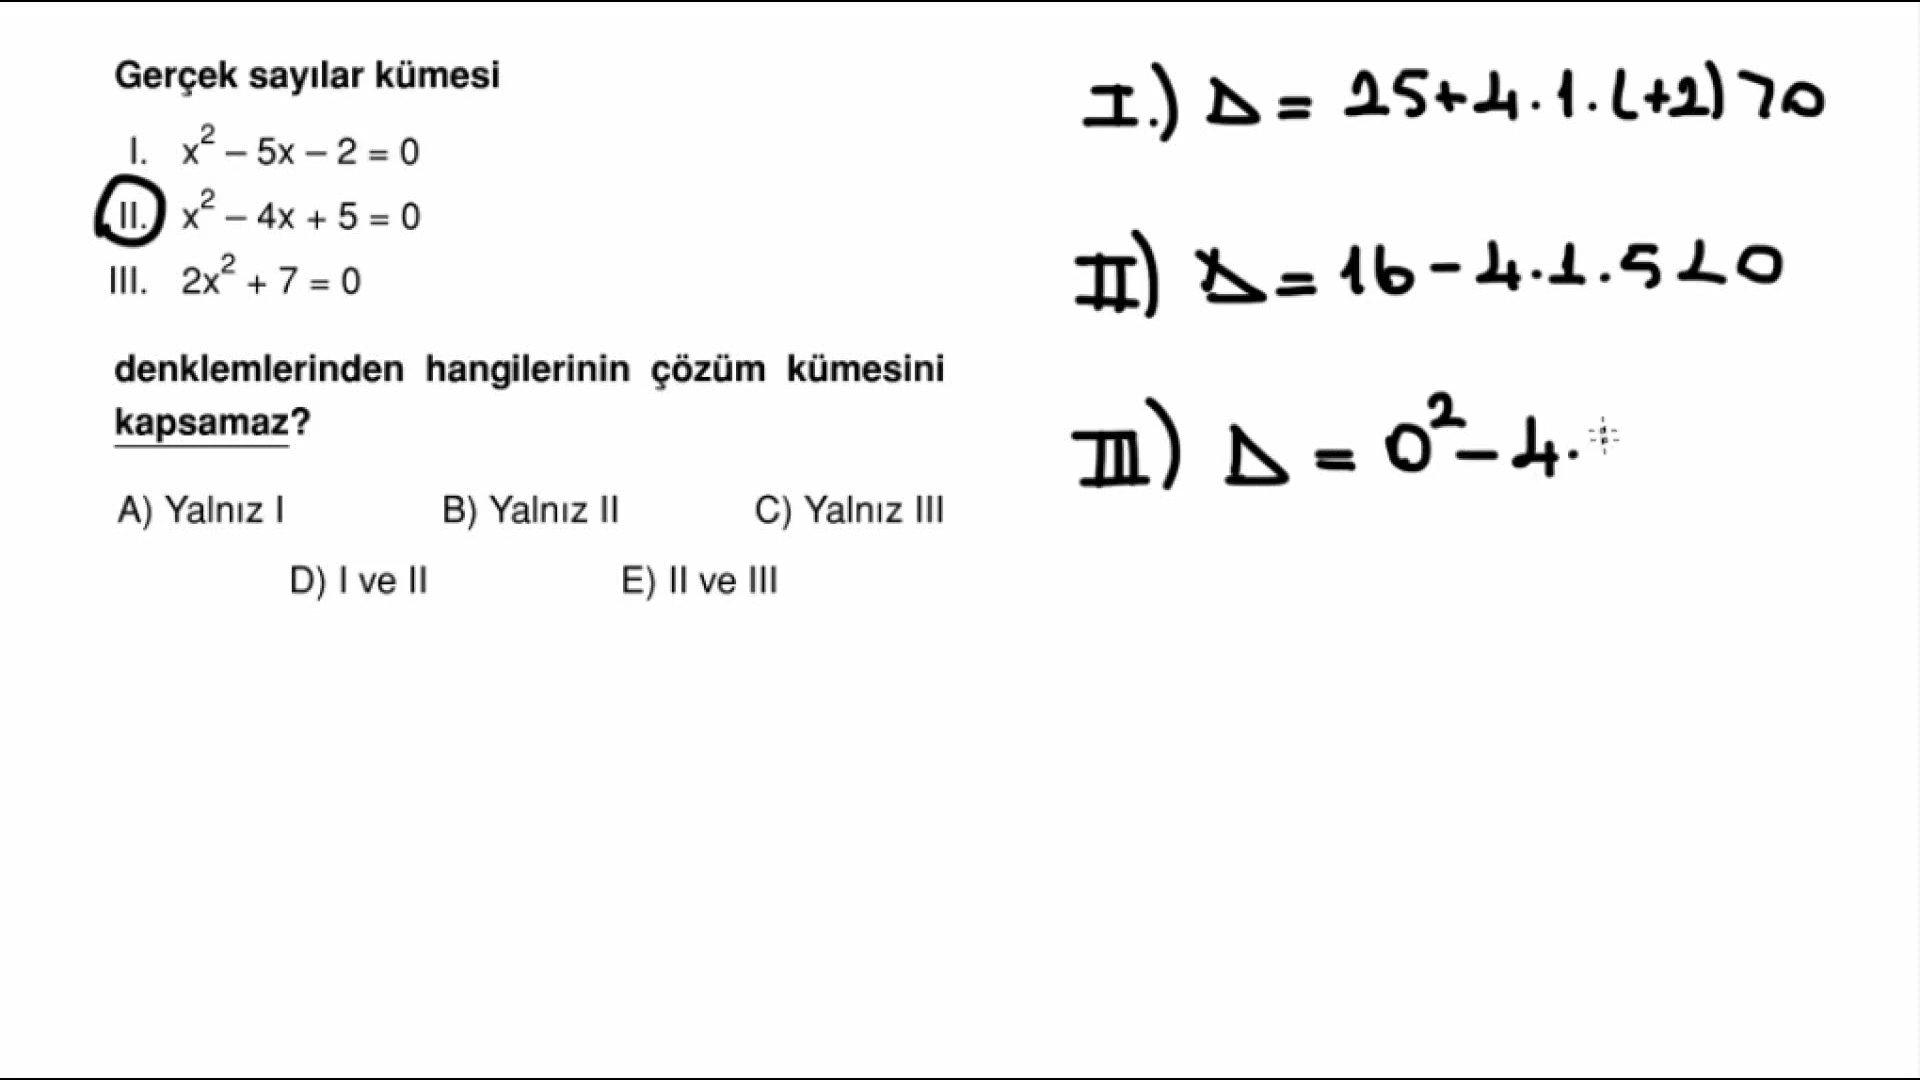 Gerçek sayılar kümesi
I. x² – 5x – 2 = 0
II. x² – 4x + 5 = 0
III. 2x² + 7 = 0
denklemlerinden hangilerinin çözüm kümesini
kapsamaz?
A) Yalnız I B) Yalnız II C) Yalnız III
D) I ve II E) II ve III
I.) Δ = 25+4.1.(+2)>0
II) Δ = 16-4.1.5<0
III) Δ = 0²-4.